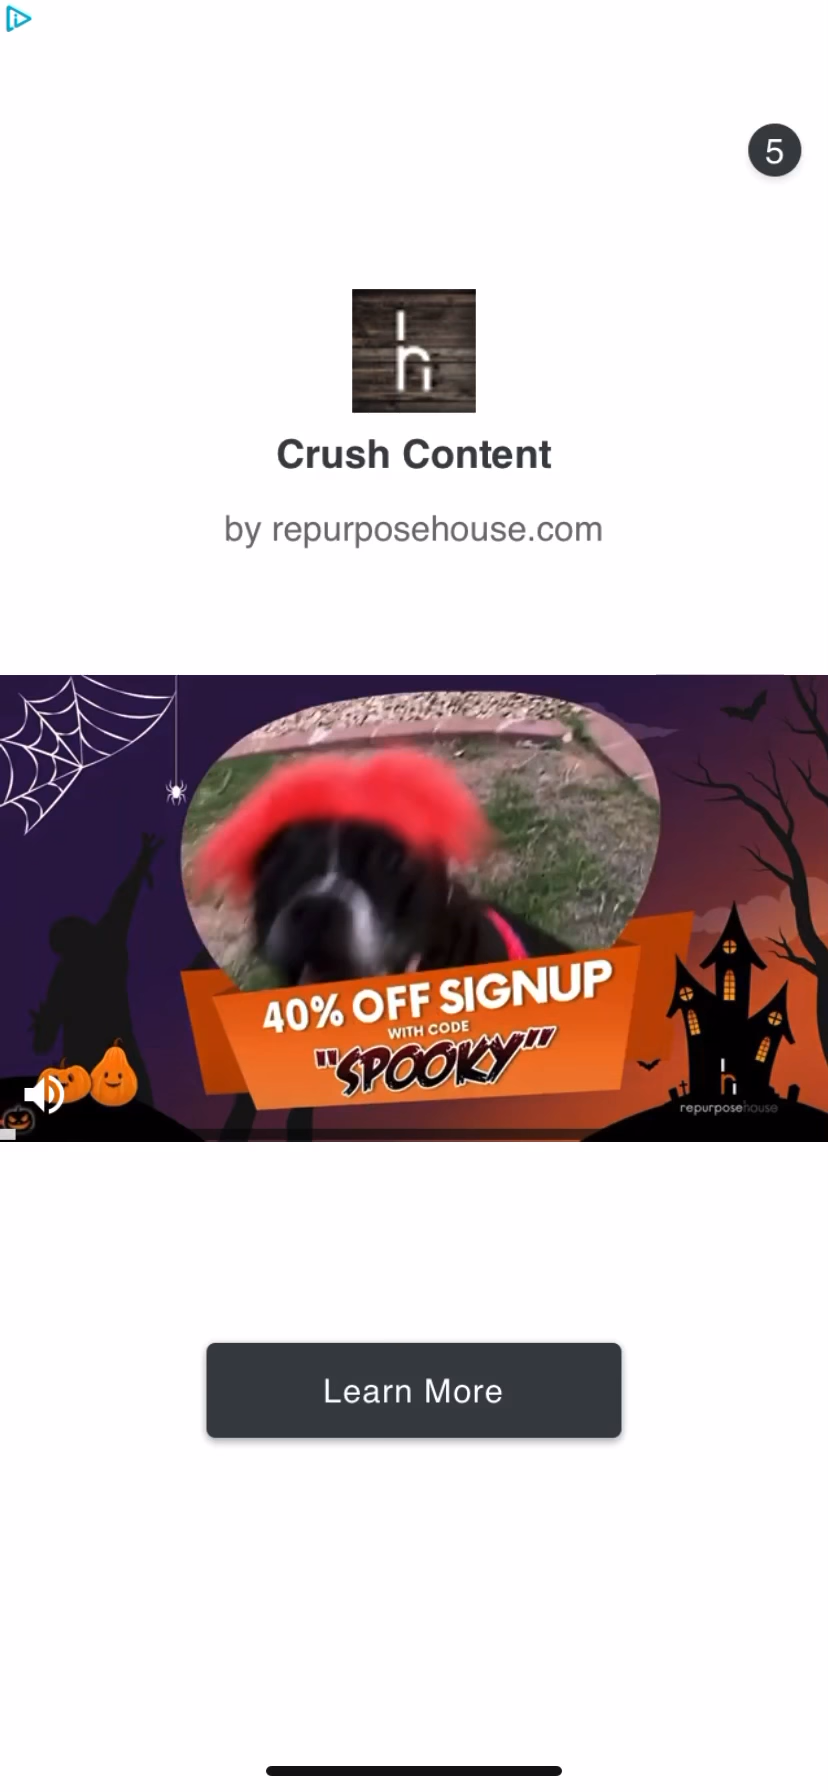 5
Crush Content
by repurposehouse.com
40% OFF SIGNUP
WITH CODE
"SPOOKY"
repurposehouse
Learn More